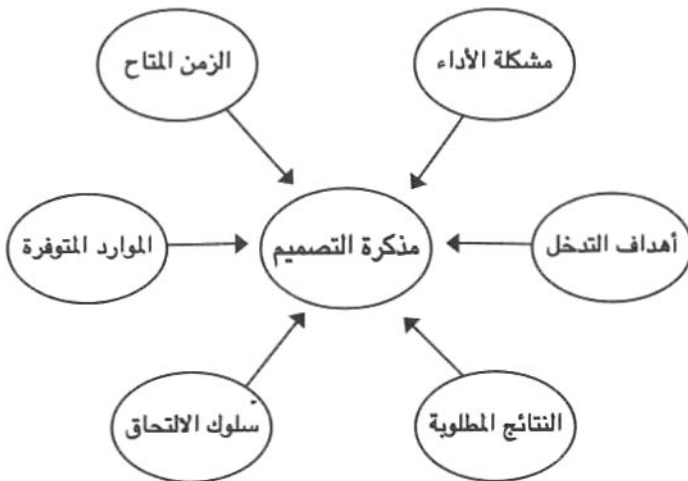 مشكلة الأداء
الزمن المتاح
أهداف التدخل
مذكرة التصميم
الموارد المتوفرة
النتائج المطلوبة
سلوك الالتحاق